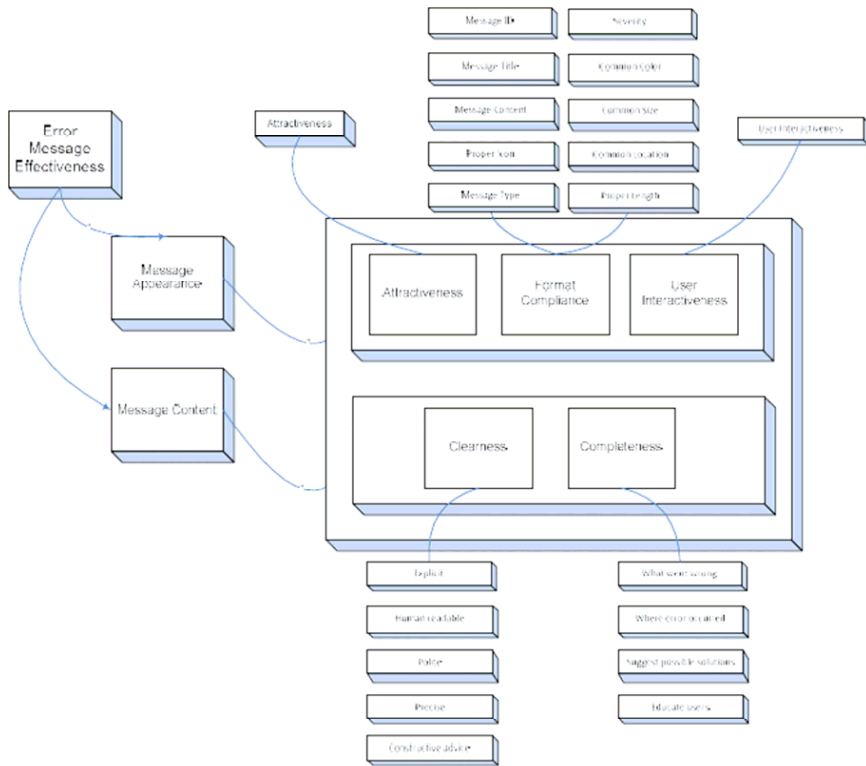 Message ID
Severity
Message Title
Common Color
Message Content
Common Size
Proper Icon
Common Location
Message Type
Proper Length
Attractiveness
User Interactiveness
Error
Message
Effectiveness
Message
Appearance
Attractiveness
Format
Compliance
User
Interactiveness
Message Content
Clearness
Completeness
Explicit
What went wrong
Human readable
Where error occurred
Polite
Suggest possible solutions
Precise
Educate users
Constructive advice